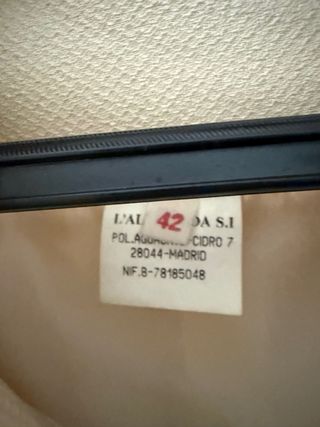 42
S.I
CIDRO 7
28044-MADRID
NIF.B-78185048